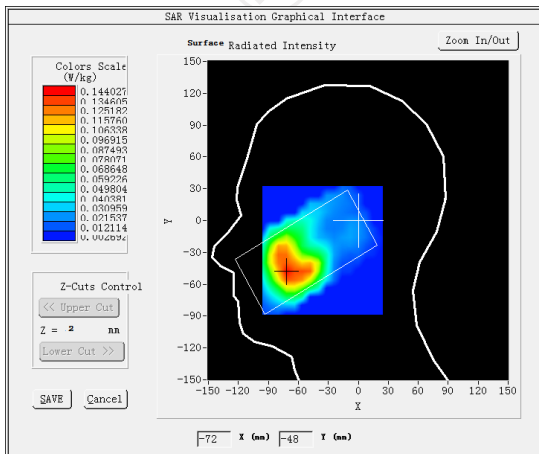 SAR Visualisation Graphical Interface
Surface Radiated Intensity
Zoom In/Out
Colors Scale
(W/kg)
0.144027
0.134605
0.125182
0.115760
0.106338
0.096915
0.087493
0.078071
0.068648
0.059226
0.049804
0.040381
0.030959
0.021537
0.012114
0.002692
Z-Cuts Control
<< Upper Cut
Z = 2 mm
Lower Cut >>
SAVE Cancel
150
120
90
60
30
0
-30
-60
-90
-120
-150
Y
-150 -120 -90 -60 -30 0 30 60 90 120 150
X
-72 X (mm) -48 Y (mm)